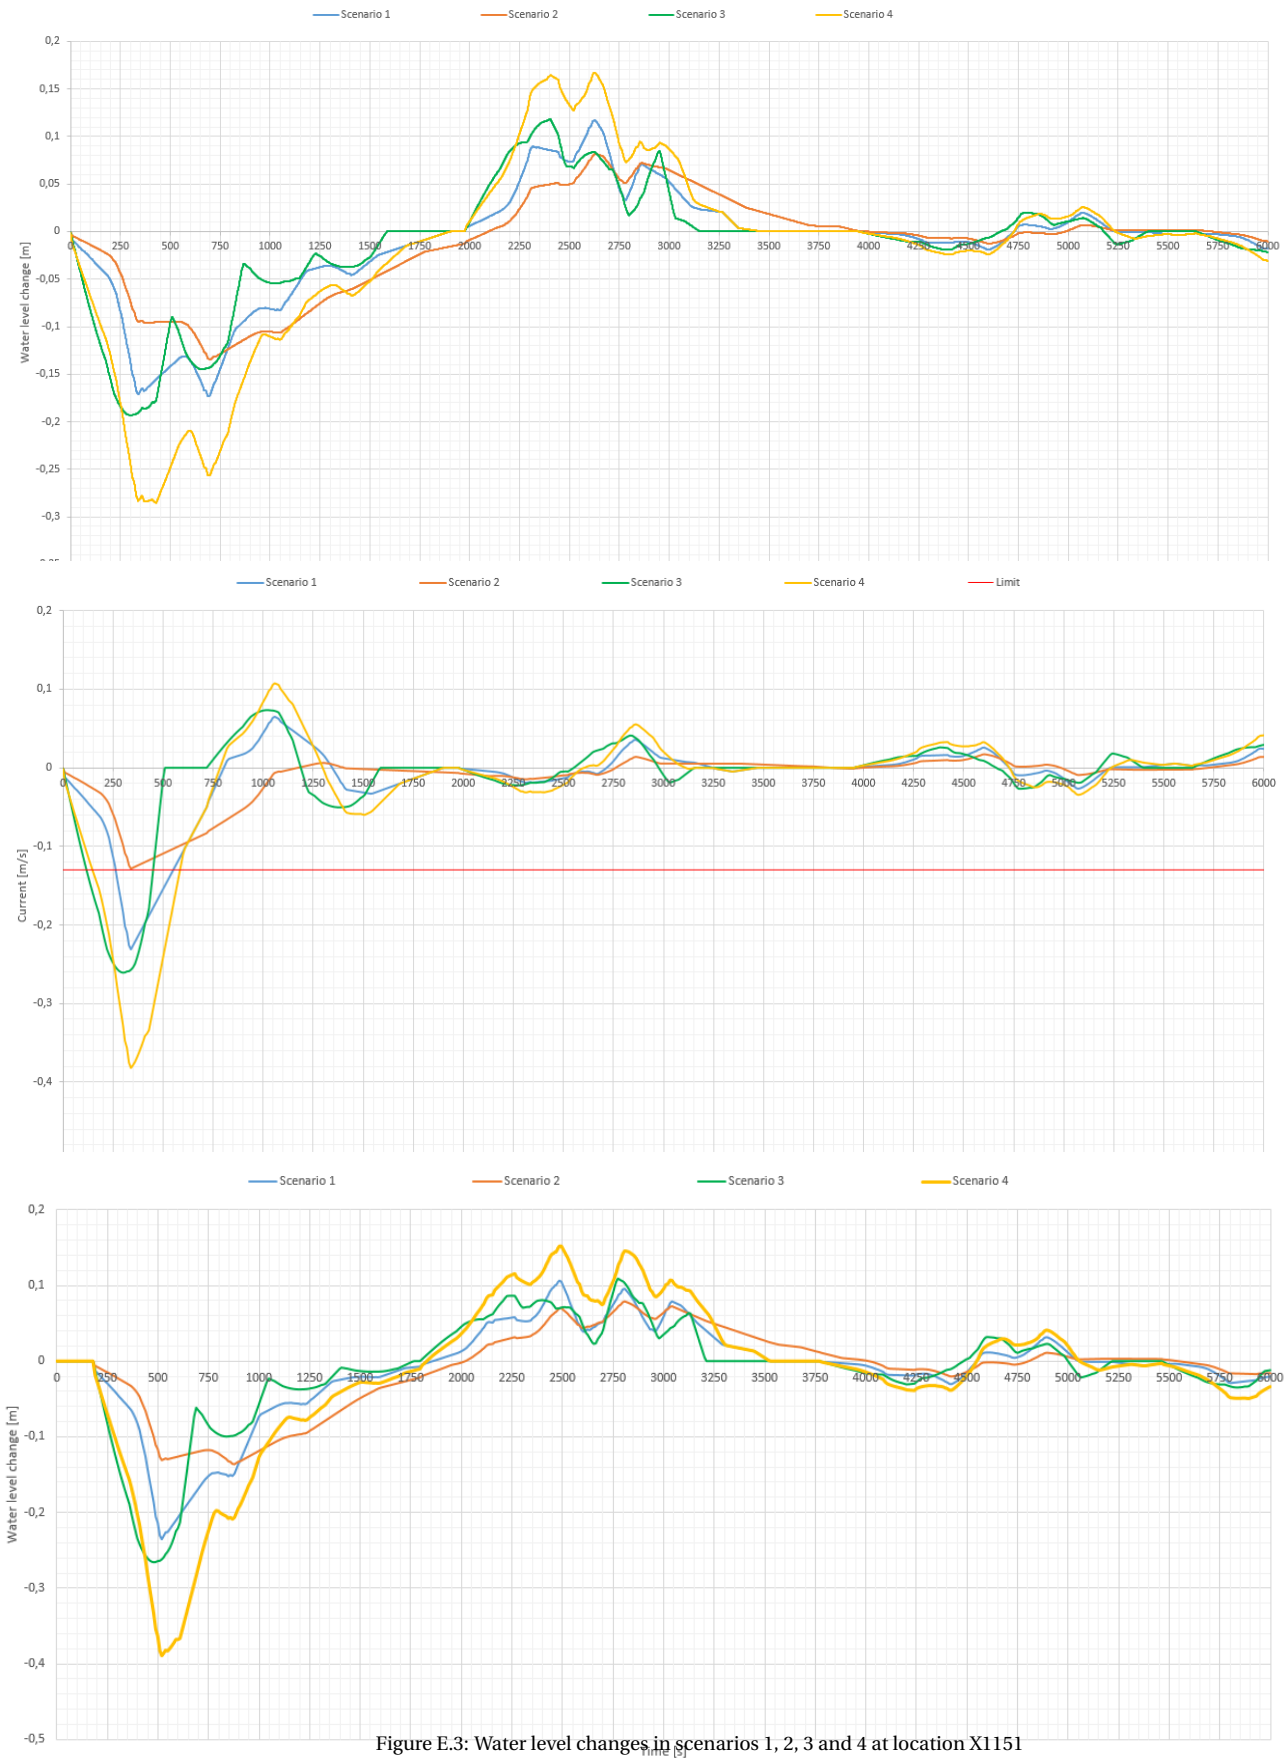 Scenario 1 Scenario 2 Scenario 3 Scenario 4
0,2
0,15
0,1
0,05
0
-0,05
-0,1
-0,15
-0,2
-0,25
-0,3
0 250 500 750 1000 1250 1500 1750 2000 2250 2500 2750 3000 3250 3500 3750 4000 4250 4500 4750 5000 5250 5500 5750 6000
Water level change [m]
Scenario 1 Scenario 2 Scenario 3 Scenario 4 Limit
0,2
0,1
0
-0,1
-0,2
-0,3
-0,4
0 250 500 750 1000 1250 1500 1750 2000 2250 2500 2750 3000 3250 3500 3750 4000 4250 4500 4750 5000 5250 5500 5750 6000
Current [m/s]
Scenario 1 Scenario 2 Scenario 3 Scenario 4
0,2
0,1
0
-0,1
-0,2
-0,3
-0,4
-0,5
0 250 500 750 1000 1250 1500 1750 2000 2250 2500 2750 3000 3250 3500 3750 4000 4250 4500 4750 5000 5250 5500 5750 6000
Water level change [m]
Time [s]
Figure E.3: Water level changes in scenarios 1, 2, 3 and 4 at location X1151